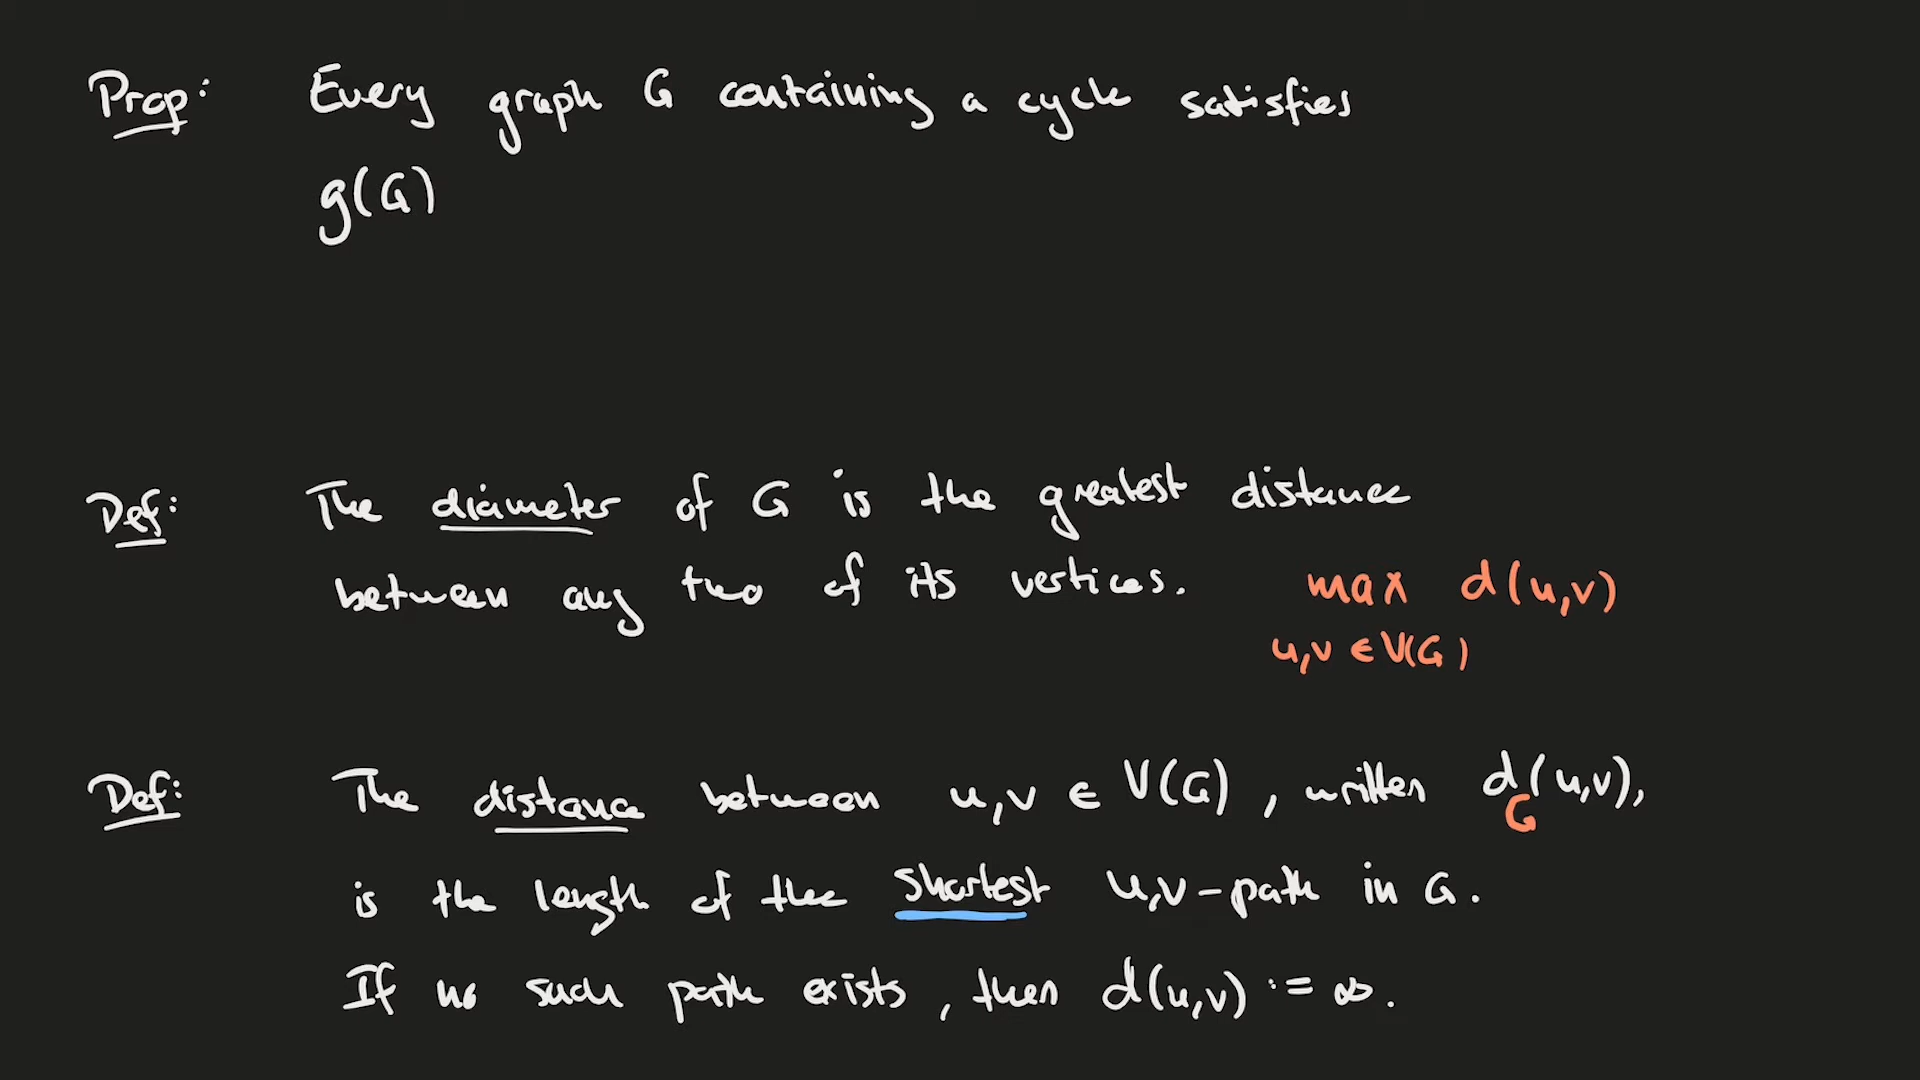 Prop: Every graph G containing a cycle satisfies
g(G)
Def: The diameter of G is the greatest distance
between any two of its vertices. max d(u,v)
u,v ∈ V(G)
Def: The distance between u,v ∈ V(G), written d_G(u,v),
is the length of the shortest u,v-path in G.
If no such path exists, then d(u,v) := ∞.